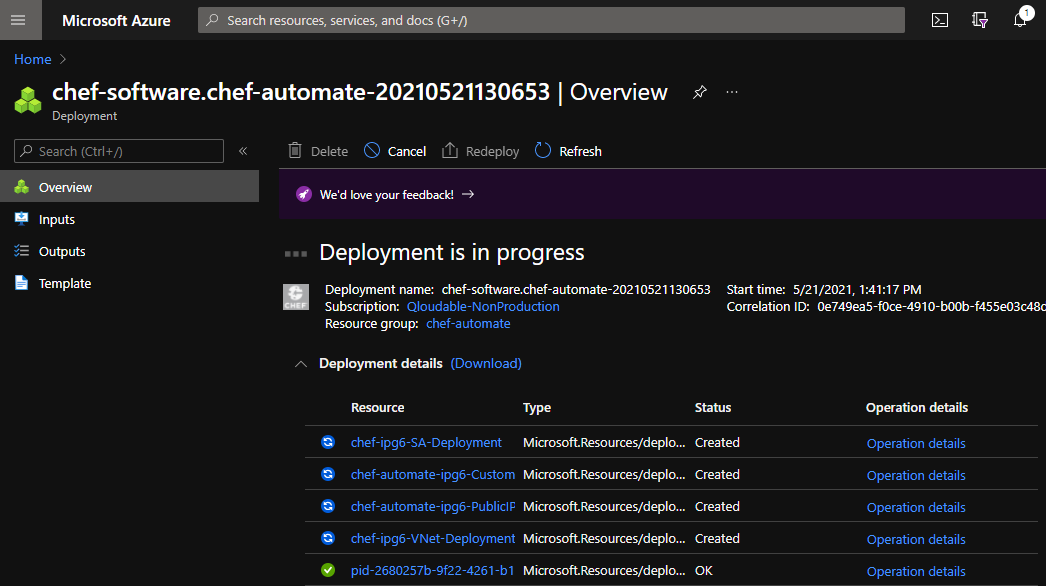 Microsoft Azure
Search resources, services, and docs (G+/)
1
Home
chef-software.chef-automate-20210521130653 | Overview
Deployment
Search (Ctrl+/)
Delete
Cancel
Redeploy
Refresh
Overview
Inputs
Outputs
Template
We'd love your feedback! →
Deployment is in progress
CHEF
Deployment name: chef-software.chef-automate-20210521130653
Subscription: Qloudable-NonProduction
Resource group: chef-automate
Start time: 5/21/2021, 1:41:17 PM
Correlation ID: 0e749ea5-f0ce-4910-b00b-f455e03c48c
Deployment details (Download)
Resource Type Status Operation details
chef-ipg6-SA-Deployment Microsoft.Resources/deplo... Created Operation details
chef-automate-ipg6-Custom Microsoft.Resources/deplo... Created Operation details
chef-automate-ipg6-PublicIP Microsoft.Resources/deplo... Created Operation details
chef-ipg6-VNet-Deployment Microsoft.Resources/deplo... Created Operation details
pid-2680257b-9f22-4261-b1 Microsoft.Resources/deplo... OK Operation details